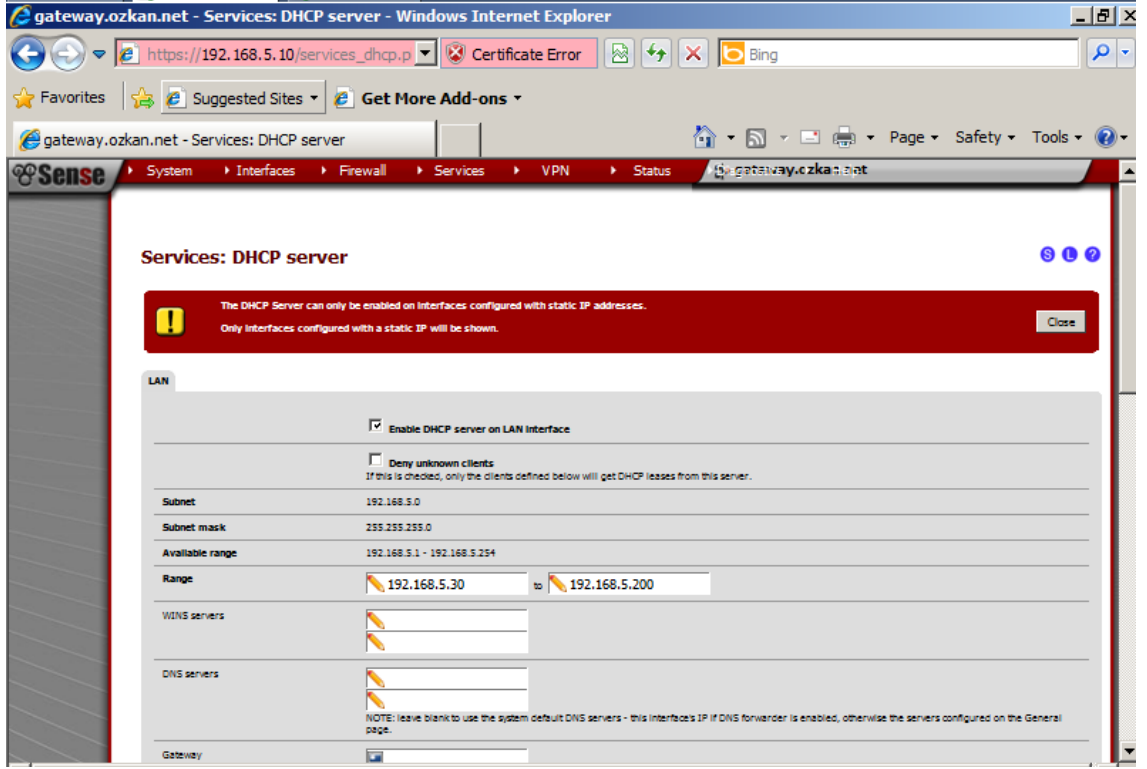 gateway.ozkan.net - Services: DHCP server - Windows Internet Explorer
https://192.168.5.10/services_dhcp.p
Certificate Error
Bing
Favorites
Suggested Sites
Get More Add-ons
gateway.ozkan.net - Services: DHCP server
Page
Safety
Tools
Sense
System
Interfaces
Firewall
Services
VPN
Status
gateway.ozkan.net
Services: DHCP server
S L ?
The DHCP Server can only be enabled on interfaces configured with static IP addresses.
Only interfaces configured with a static IP will be shown.
Close
LAN
Enable DHCP server on LAN interface
Deny unknown clients
If this is checked, only the clients defined below will get DHCP leases from this server.
Subnet 192.168.5.0
Subnet mask 255.255.255.0
Available range 192.168.5.1 - 192.168.5.254
Range 192.168.5.30 to 192.168.5.200
WINS servers
DNS servers
NOTE: leave blank to use the system default DNS servers - this interface's IP if DNS forwarder is enabled, otherwise the servers configured on the General
page.
Gateway